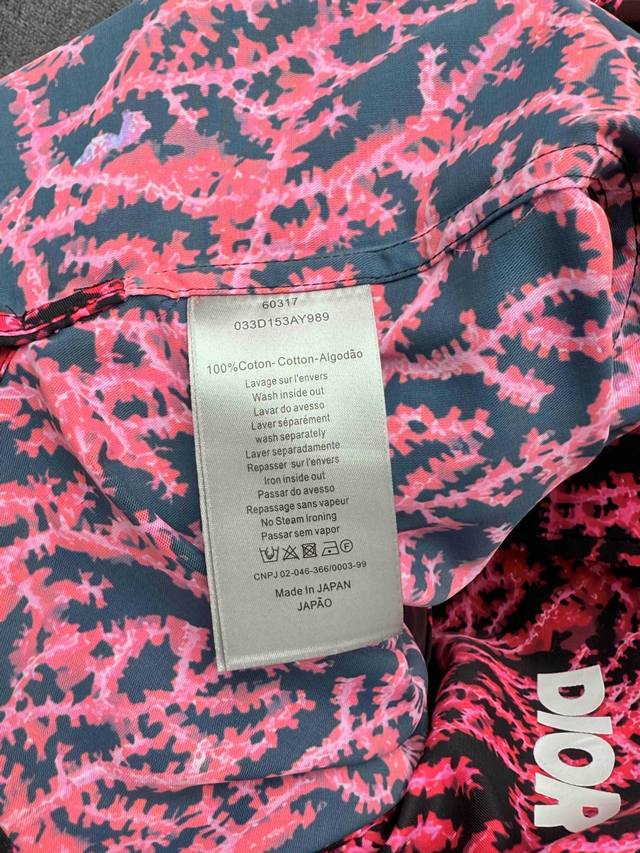 60317
033D153AY989
100%Coton-Cotton-Algodão
Lavage sur l'envers
Wash inside out
Lavar do avesso
Laver séparément
wash separately
Laver separadamente
Repasser sur l'envers
Iron inside out
Passar do avesso
Repassage sans vapeur
No Steam Ironing
Passar sem vapor
CNPJ 02-046-366/0003-99
Made In JAPAN
JAPÃO
DIOR